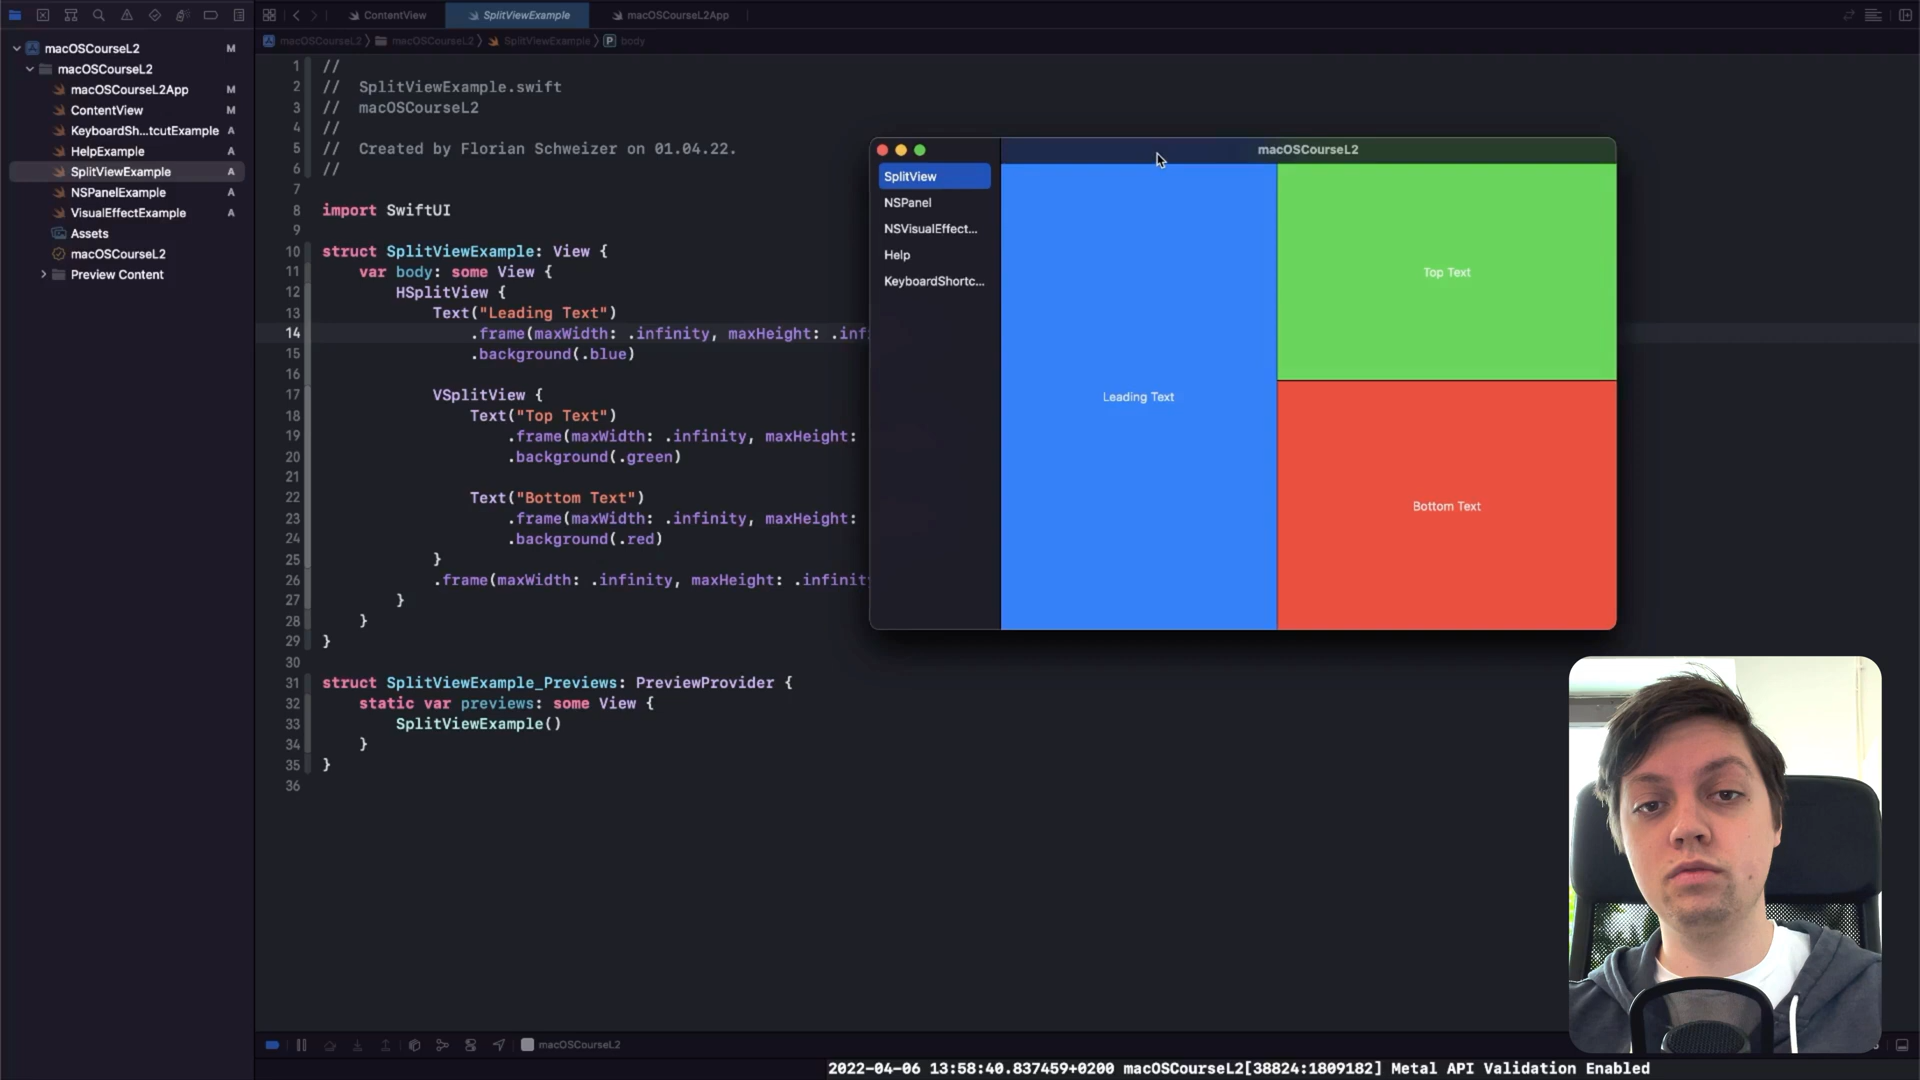 ContentView
SplitViewExample
macOSCourseL2App
macOSCourseL2
M
macOSCourseL2
macOSCourseL2App
M
ContentView
M
KeyboardSh...tcutExample
A
HelpExample
A
SplitViewExample
A
NSPanelExample
A
VisualEffectExample
A
Assets
macOSCourseL2
Preview Content
macOSCourseL2
macOSCourseL2
SplitViewExample
P
body
1 //
2 // SplitViewExample.swift
3 // macOSCourseL2
4 //
5 // Created by Florian Schweizer on 01.04.22.
6 //
7
8 import SwiftUI
9
10 struct SplitViewExample: View {
11 var body: some View {
12 HSplitView {
13 Text("Leading Text")
14 .frame(maxWidth: .infinity, maxHeight: .inf
15 .background(.blue)
16
17 VSplitView {
18 Text("Top Text")
19 .frame(maxWidth: .infinity, maxHeight:
20 .background(.green)
21
22 Text("Bottom Text")
23 .frame(maxWidth: .infinity, maxHeight:
24 .background(.red)
25 }
26 .frame(maxWidth: .infinity, maxHeight: .infinity
27 }
28 }
29 }
30
31 struct SplitViewExample_Previews: PreviewProvider {
32 static var previews: some View {
33 SplitViewExample()
34 }
35 }
36
macOSCourseL2
SplitView
NSPanel
NSVisualEffect...
Help
KeyboardShortc...
Leading Text
Top Text
Bottom Text
macOSCourseL2
2022-04-06 13:58:40.837459+0200 macOSCourseL2[38824:1809182] Metal API Validation Enabled